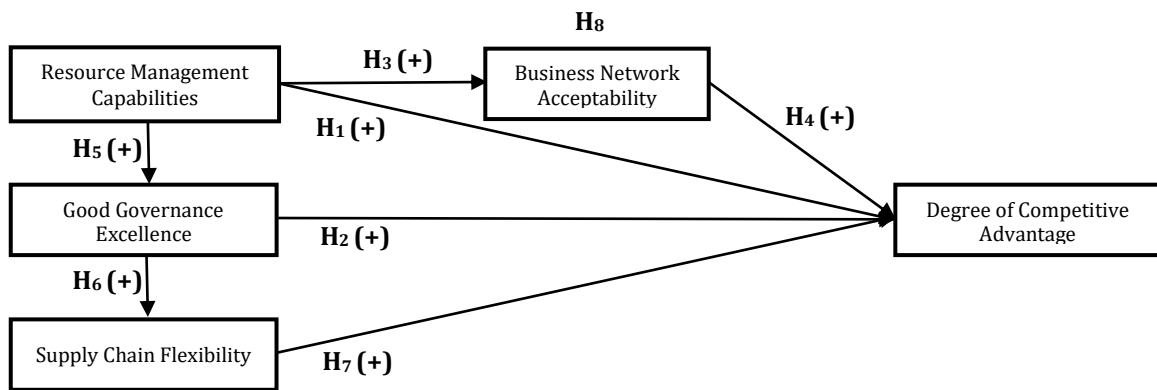 H8
Resource Management
Capabilities
H3 (+)
Business Network
Acceptability
H1 (+)
H4 (+)
H5 (+)
Good Governance
Excellence
H2 (+)
Degree of Competitive
Advantage
H6 (+)
Supply Chain Flexibility
H7 (+)